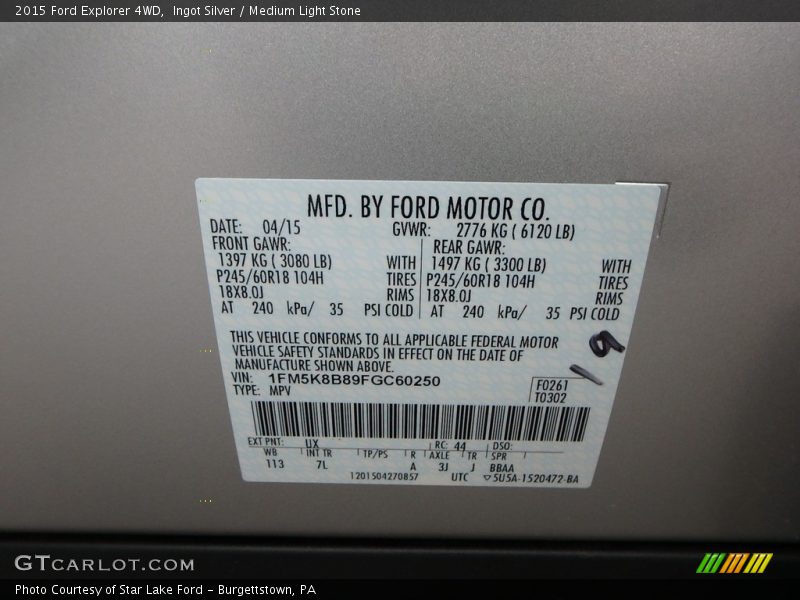 2015 Ford Explorer 4WD,  Ingot Silver / Medium Light Stone
MFD. BY FORD MOTOR CO.
DATE: 04/15 GVWR: 2776 KG ( 6120 LB)
FRONT GAWR: REAR GAWR:
1397 KG ( 3080 LB) WITH 1497 KG ( 3300 LB) WITH
P245/60R18 104H TIRES P245/60R18 104H TIRES
18X8.0J RIMS 18X8.0J RIMS
AT 240 kPa/ 35 PSI COLD AT 240 kPa/ 35 PSI COLD
THIS VEHICLE CONFORMS TO ALL APPLICABLE FEDERAL MOTOR
VEHICLE SAFETY STANDARDS IN EFFECT ON THE DATE OF
MANUFACTURE SHOWN ABOVE.
VIN: 1FM5K8B89FGC60250
TYPE: MPV
F0261
T0302
EXT PNT: UX RC: 44 DSO:
WB INT TR TP/PS R AXLE TR SPR
113 7L A 3J J BBAA
1201504270857 UTC ▽5U5A-1520472-BA
GTCARLOT.COM
Photo Courtesy of Star Lake Ford - Burgettstown, PA